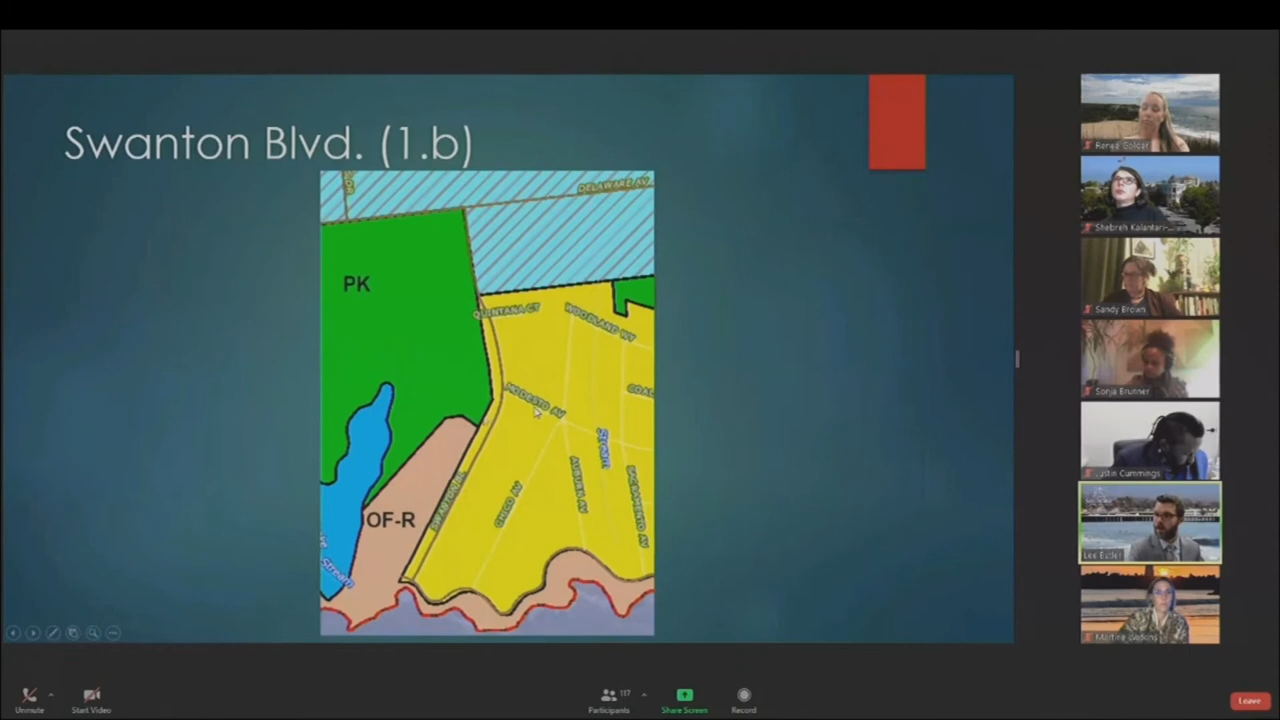 Swanton Blvd. (1.b)
DELAWARE AV
PK
QUINTANA CT
WOODLAND WY
MODESTO AV
COAL
Stream
AUBURN AV
SACRAMENTO AV
CHICO AV
SWANTON BL
OF-R
Stream
Renee Golder
Shebreh Kalantari-...
Sandy Brown
Sonja Brunner
Justin Cummings
Lee Butler
Martine Watkins
Unmute
Start Video
Participants
117
Share Screen
Record
Leave